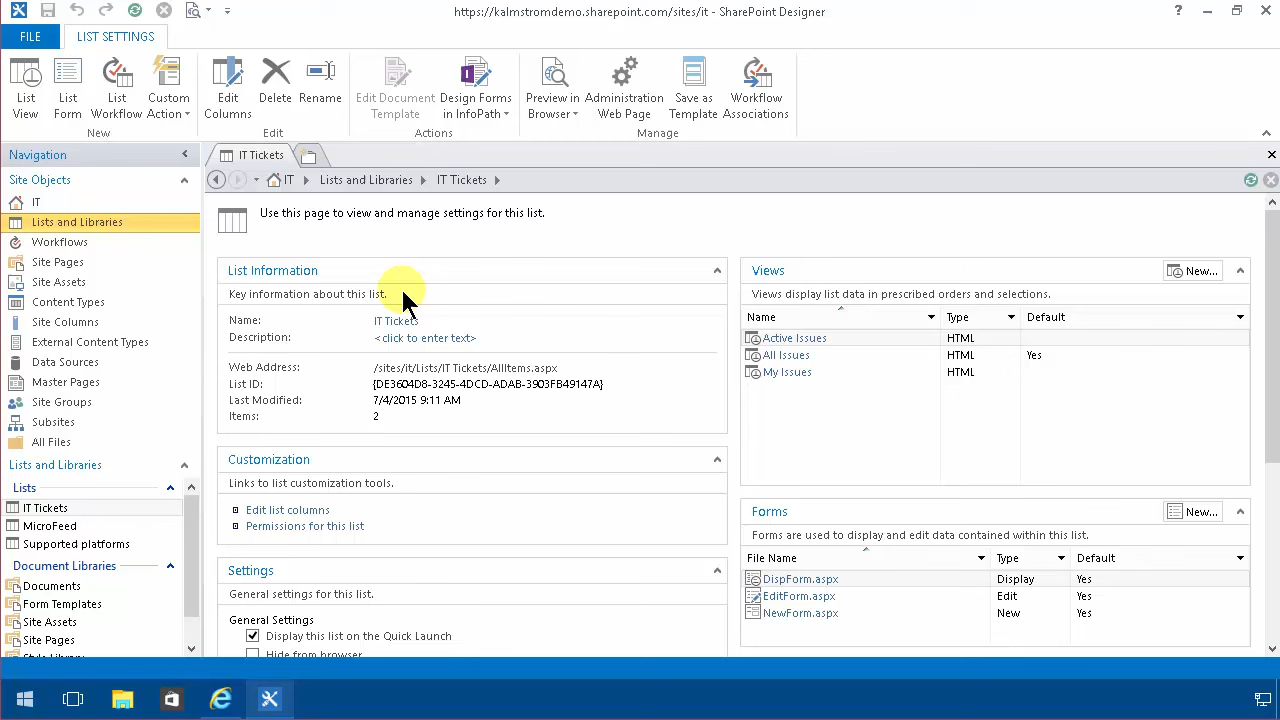 https://kalmstromdemo.sharepoint.com/sites/it - SharePoint Designer
FILE
LIST SETTINGS
List View
List Form
List Workflow
Custom Action
New
Edit Columns
Delete
Rename
Edit
Edit Document Template
Design Forms in InfoPath
Actions
Preview in Browser
Administration Web Page
Save as Template
Workflow Associations
Manage
Navigation
Site Objects
IT
Lists and Libraries
Workflows
Site Pages
Site Assets
Content Types
Site Columns
External Content Types
Data Sources
Master Pages
Site Groups
Subsites
All Files
Lists and Libraries
Lists
IT Tickets
MicroFeed
Supported platforms
Document Libraries
Documents
Form Templates
Site Assets
Site Pages
IT Tickets
IT
Lists and Libraries
IT Tickets
Use this page to view and manage settings for this list.
List Information
Key information about this list.
Name: IT Tickets
Description: <click to enter text>
Web Address: /sites/it/Lists/IT Tickets/AllItems.aspx
List ID: {DE3604D8-3245-4DCD-ADAB-3903FB49147A}
Last Modified: 7/4/2015 9:11 AM
Items: 2
Customization
Links to list customization tools.
Edit list columns
Permissions for this list
Settings
General settings for this list.
General Settings
Display this list on the Quick Launch
Hide from browser
Views
New...
Views display list data in prescribed orders and selections.
Name Type Default
Active Issues HTML
All Issues HTML Yes
My Issues HTML
Forms
New...
Forms are used to display and edit data contained within this list.
File Name Type Default
DispForm.aspx Display Yes
EditForm.aspx Edit Yes
NewForm.aspx New Yes